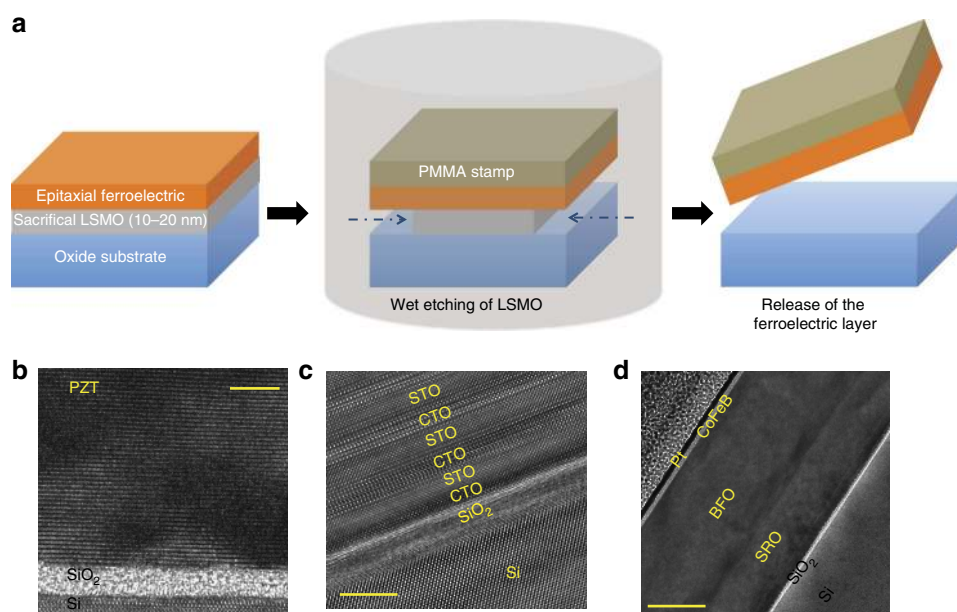 a
Epitaxial ferroelectric
Sacrifical LSMO (10–20 nm)
Oxide substrate
PMMA stamp
Wet etching of LSMO
Release of the
ferroelectric layer
b
PZT
SiO₂
Si
c
STO
CTO
STO
CTO
STO
CTO
SiO₂
Si
d
CoFeB
Pt
BFO
SRO
SiO₂
Si